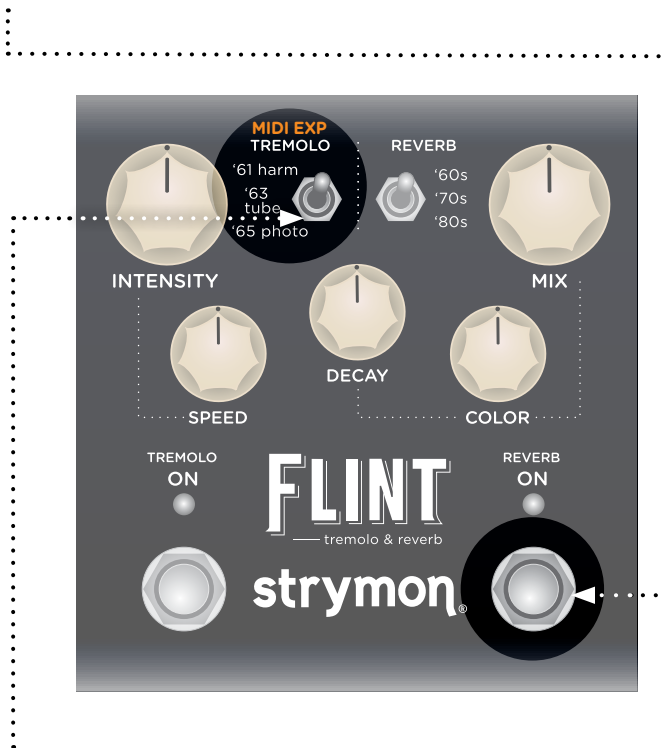 MIDI EXP
TREMOLO
‘61 harm
‘63
tube
‘65 photo
REVERB
‘60s
‘70s
‘80s
INTENSITY
MIX
DECAY
SPEED
COLOR
TREMOLO
ON
REVERB
ON
FLINT
tremolo & reverb
strymon®